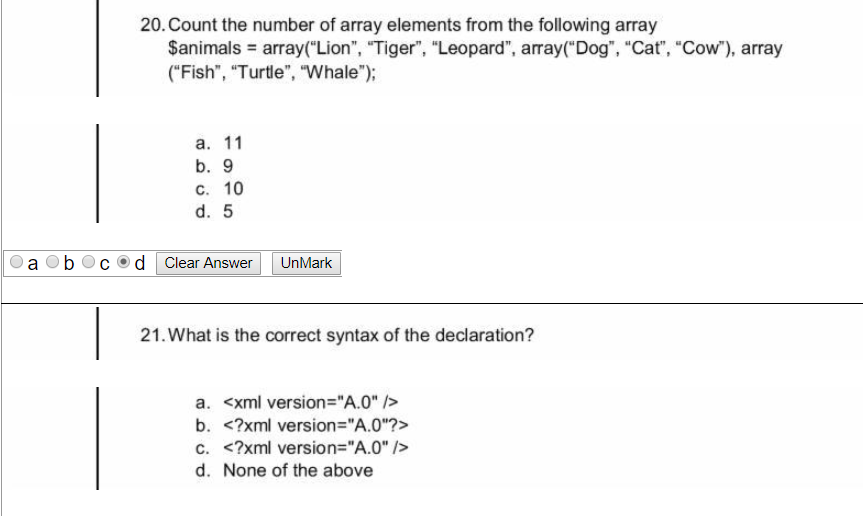 20. Count the number of array elements from the following array
$animals = array(“Lion”, “Tiger”, “Leopard”, array(“Dog”, “Cat”, “Cow”), array
(“Fish”, “Turtle”, “Whale”);
a. 11
b. 9
c. 10
d. 5
a b c d Clear Answer UnMark
21. What is the correct syntax of the declaration?
a. <xml version="A.0" />
b. <?xml version="A.0"?>
c. <?xml version="A.0" />
d. None of the above